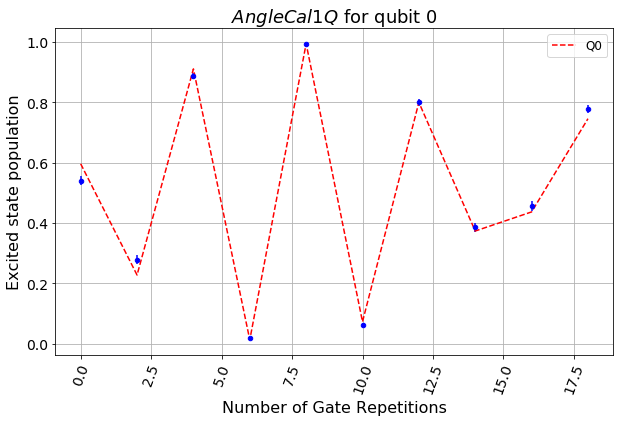 AngleCal1Q for qubit 0
Q0
Excited state population
1.0
0.8
0.6
0.4
0.2
0.0
0.0 2.5 5.0 7.5 10.0 12.5 15.0 17.5
Number of Gate Repetitions